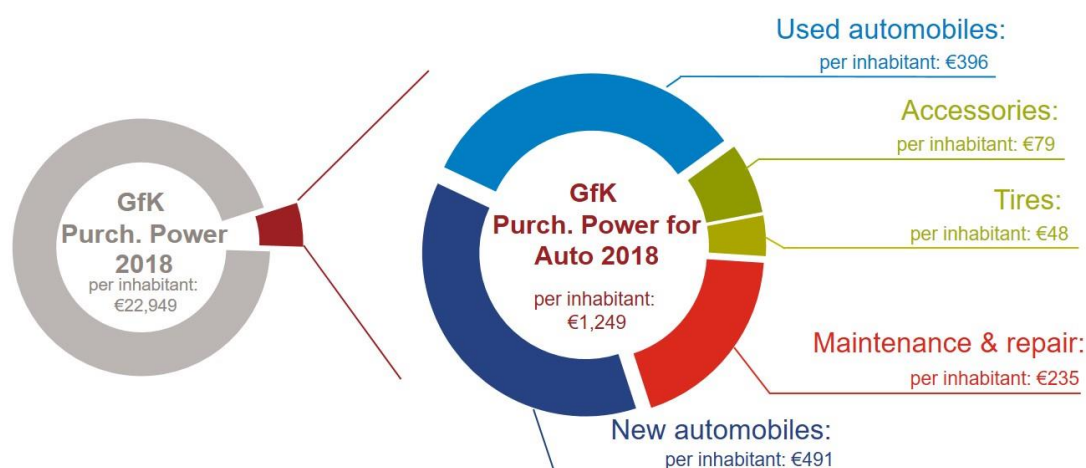 GfK
Purch. Power
2018
per inhabitant:
€22,949
GfK
Purch. Power for
Auto 2018
per inhabitant:
€1,249
Used automobiles:
per inhabitant: €396
Accessories:
per inhabitant: €79
Tires:
per inhabitant: €48
Maintenance & repair:
per inhabitant: €235
New automobiles:
per inhabitant: €491